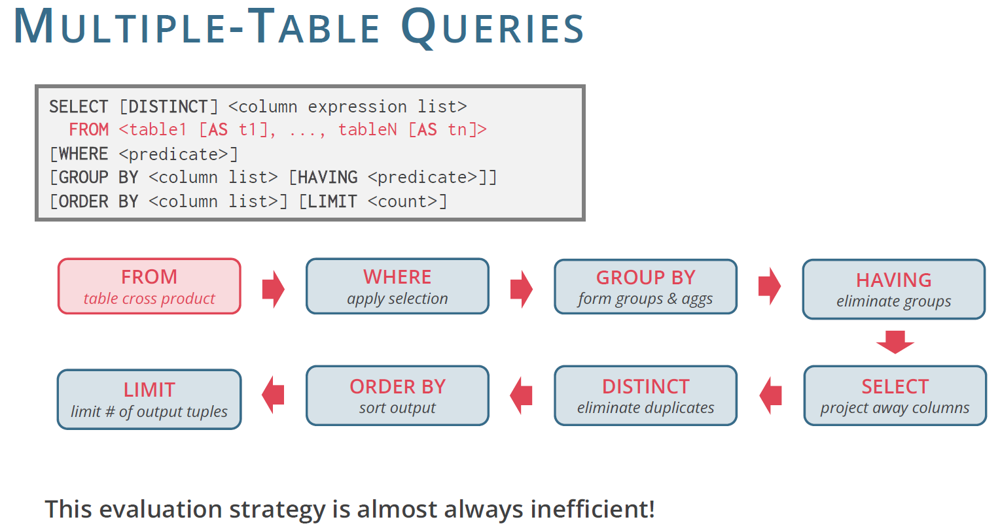 MULTIPLE-TABLE QUERIES
SELECT [DISTINCT] <column expression list>
FROM <table1 [AS t1], ..., tableN [AS tn]>
[WHERE <predicate>]
[GROUP BY <column list> [HAVING <predicate>]]
[ORDER BY <column list>] [LIMIT <count>]
FROM
table cross product
WHERE
apply selection
GROUP BY
form groups & aggs
HAVING
eliminate groups
SELECT
project away columns
DISTINCT
eliminate duplicates
ORDER BY
sort output
LIMIT
limit # of output tuples
This evaluation strategy is almost always inefficient!